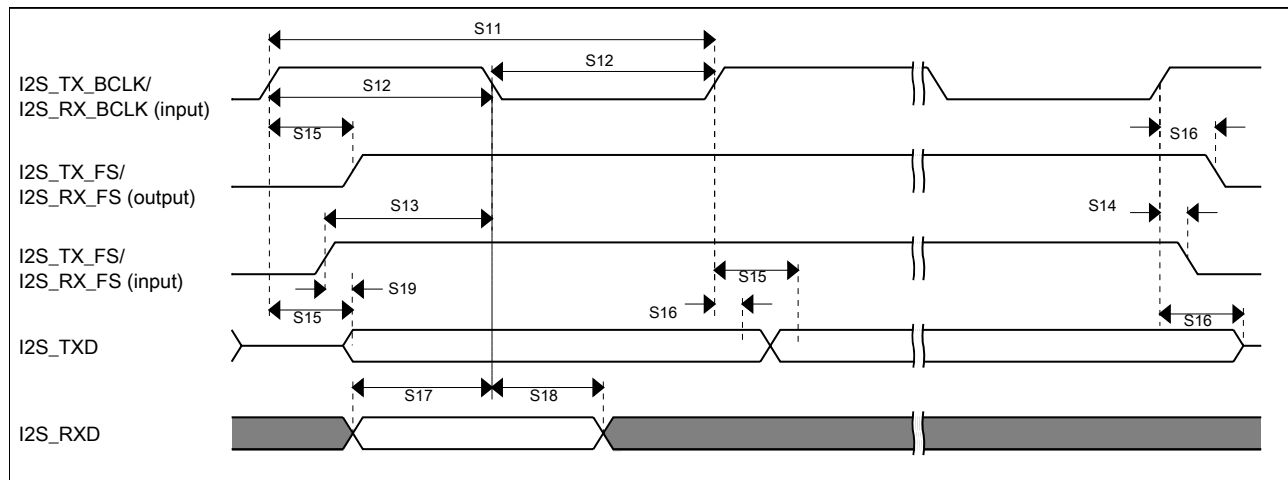 S11
S12
I2S_TX_BCLK/
I2S_RX_BCLK (input)
S12
S15
S16
I2S_TX_FS/
I2S_RX_FS (output)
S13
S14
I2S_TX_FS/
I2S_RX_FS (input)
S15
S19
S16
S15
S16
I2S_TXD
S17
S18
I2S_RXD